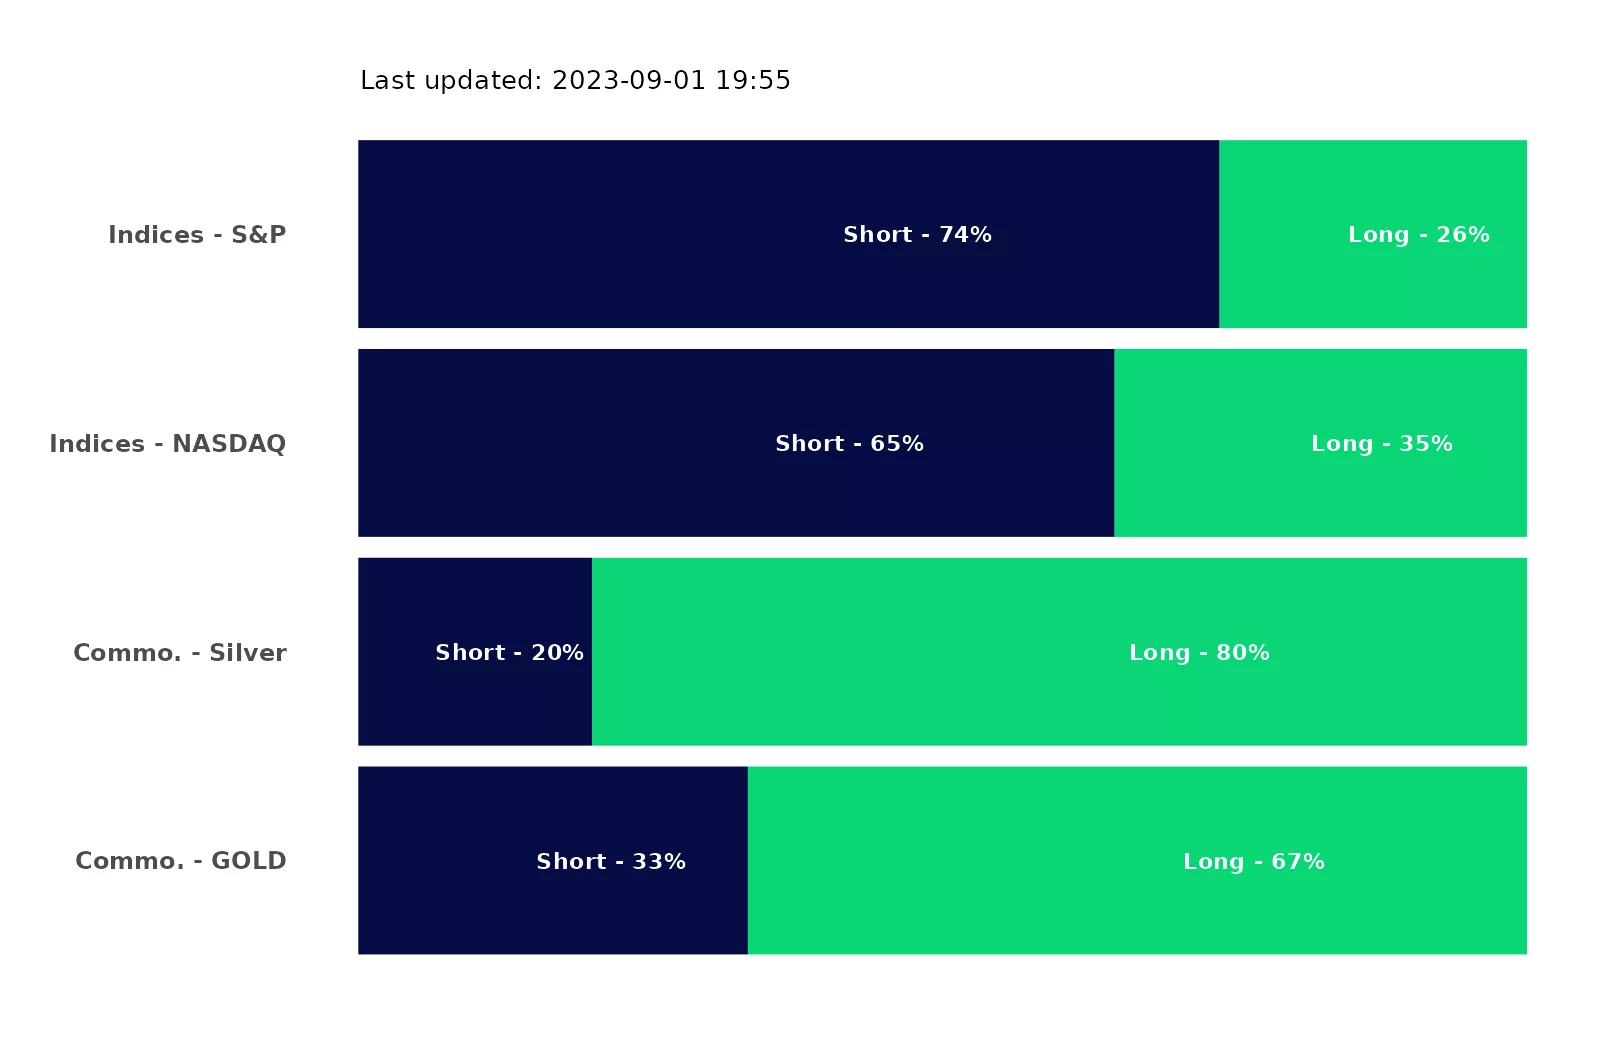 Last updated: 2023-09-01 19:55
Indices - S&P Short - 74% Long - 26%
Indices - NASDAQ Short - 65% Long - 35%
Commo. - Silver Short - 20% Long - 80%
Commo. - GOLD Short - 33% Long - 67%